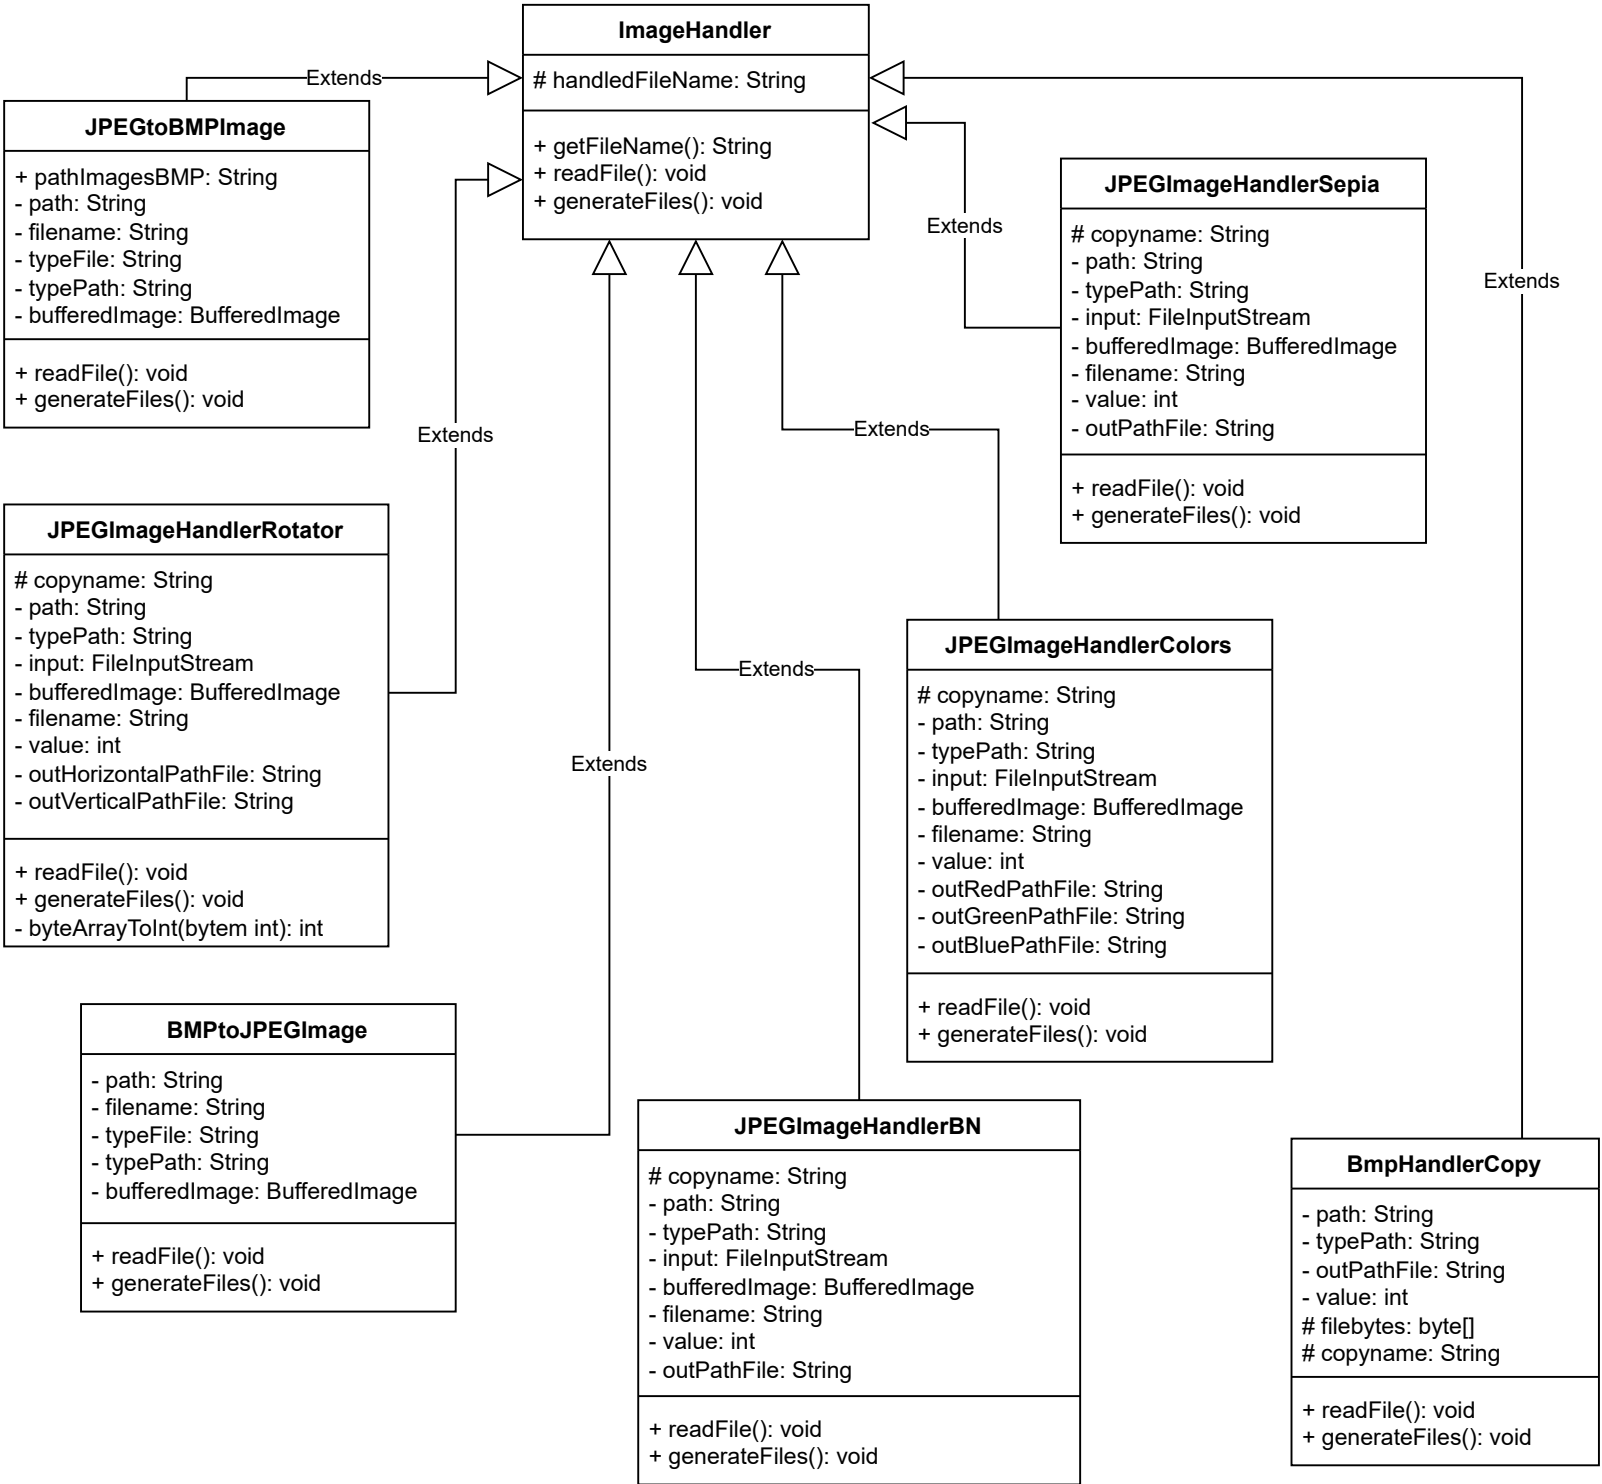 ImageHandler
# handledFileName: String
+ getFileName(): String
+ readFile(): void
+ generateFiles(): void
Extends
JPEGtoBMPImage
+ pathImagesBMP: String
- path: String
- filename: String
- typeFile: String
- typePath: String
- bufferedImage: BufferedImage
+ readFile(): void
+ generateFiles(): void
Extends
JPEGImageHandlerSepia
# copyname: String
- path: String
- typePath: String
- input: FileInputStream
- bufferedImage: BufferedImage
- filename: String
- value: int
- outPathFile: String
+ readFile(): void
+ generateFiles(): void
Extends
Extends
Extends
JPEGImageHandlerRotator
# copyname: String
- path: String
- typePath: String
- input: FileInputStream
- bufferedImage: BufferedImage
- filename: String
- value: int
- outHorizontalPathFile: String
- outVerticalPathFile: String
+ readFile(): void
+ generateFiles(): void
- byteArrayToInt(bytem int): int
Extends
Extends
JPEGImageHandlerColors
# copyname: String
- path: String
- typePath: String
- input: FileInputStream
- bufferedImage: BufferedImage
- filename: String
- value: int
- outRedPathFile: String
- outGreenPathFile: String
- outBluePathFile: String
+ readFile(): void
+ generateFiles(): void
BMPtoJPEGImage
- path: String
- filename: String
- typeFile: String
- typePath: String
- bufferedImage: BufferedImage
+ readFile(): void
+ generateFiles(): void
JPEGImageHandlerBN
# copyname: String
- path: String
- typePath: String
- input: FileInputStream
- bufferedImage: BufferedImage
- filename: String
- value: int
- outPathFile: String
+ readFile(): void
+ generateFiles(): void
BmpHandlerCopy
- path: String
- typePath: String
- outPathFile: String
- value: int
# filebytes: byte[]
# copyname: String
+ readFile(): void
+ generateFiles(): void